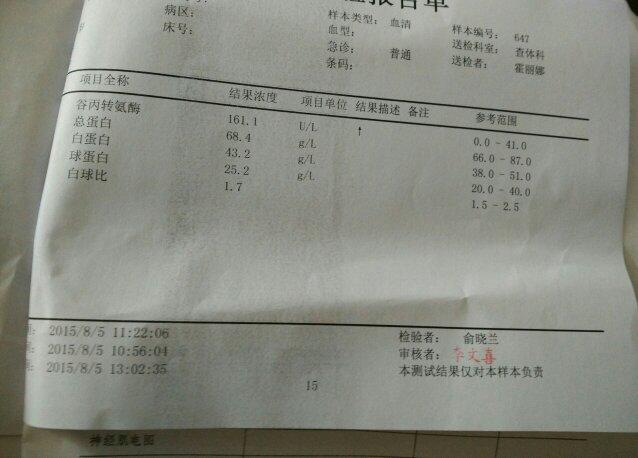 报告单
病区: 样本类型: 血清 样本编号: 647
床号: 血型: 送检科室: 查体科
急诊: 普通 送检者: 霍丽娜
条码:
项目全称 结果浓度 项目单位 结果描述 备注 参考范围
谷丙转氨酶 161.1 U/L ↑ 0.0 - 41.0
总蛋白 68.4 g/L 66.0 - 87.0
白蛋白 43.2 g/L 38.0 - 51.0
球蛋白 25.2 g/L 20.0 - 40.0
白球比 1.7 1.5 - 2.5
2015/8/5 11:22:06 检验者: 俞晓兰
2015/8/5 10:56:04 审核者: 李文喜
2015/8/5 13:02:35 本测试结果仅对本样本负责
15
神经肌电图